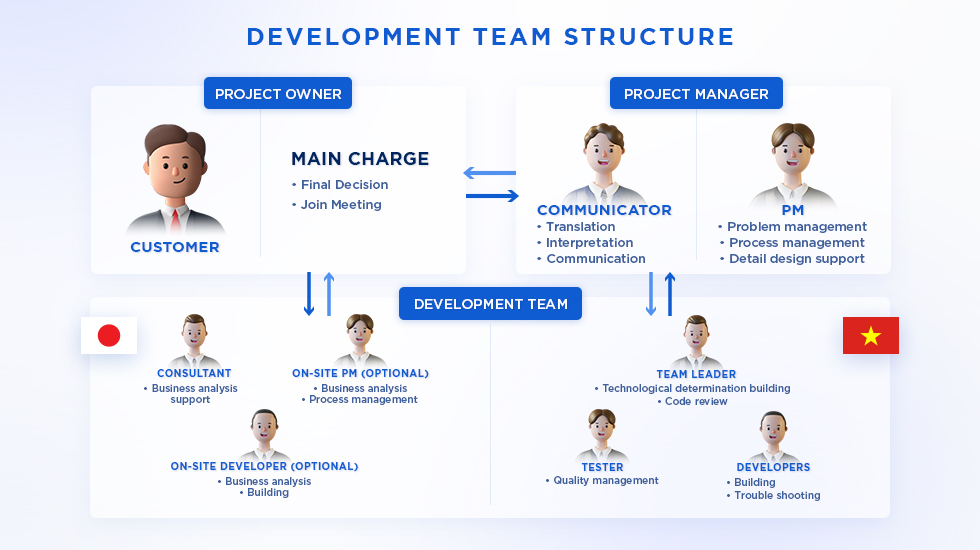 DEVELOPMENT TEAM STRUCTURE
PROJECT OWNER
CUSTOMER
MAIN CHARGE
• Final Decision
• Join Meeting
PROJECT MANAGER
COMMUNICATOR
• Translation
• Interpretation
• Communication
PM
• Problem management
• Process management
• Detail design support
DEVELOPMENT TEAM
CONSULTANT
• Business analysis
support
ON-SITE PM (OPTIONAL)
• Business analysis
• Process management
ON-SITE DEVELOPER (OPTIONAL)
• Business analysis
• Building
TEAM LEADER
• Technological determination building
• Code review
TESTER
• Quality management
DEVELOPERS
• Building
• Trouble shooting